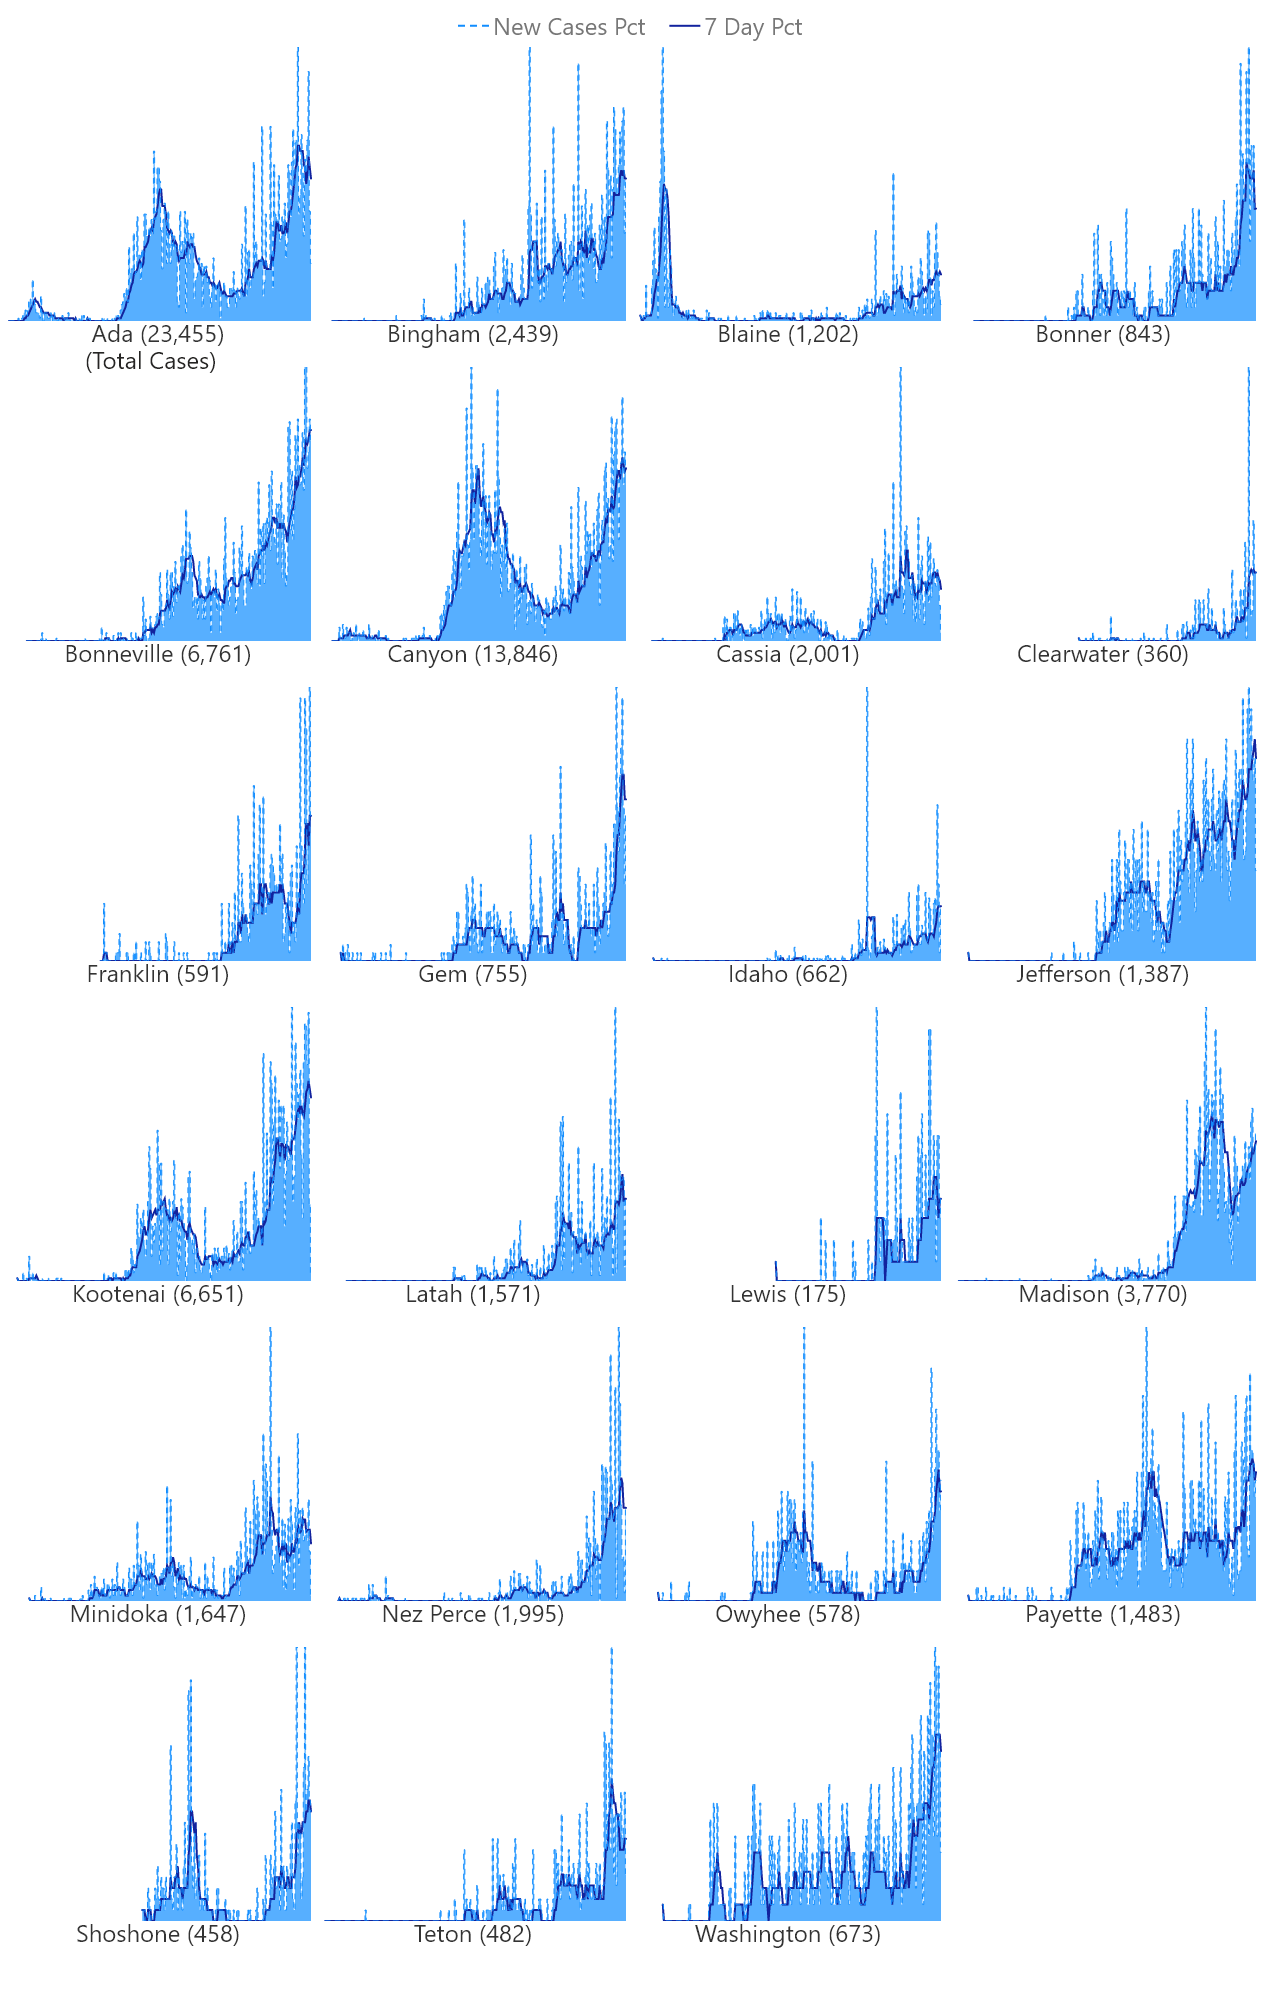 New Cases Pct 7 Day Pct
Ada (23,455) Bingham (2,439) Blaine (1,202) Bonner (843)
(Total Cases)
Bonneville (6,761) Canyon (13,846) Cassia (2,001) Clearwater (360)
Franklin (591) Gem (755) Idaho (662) Jefferson (1,387)
Kootenai (6,651) Latah (1,571) Lewis (175) Madison (3,770)
Minidoka (1,647) Nez Perce (1,995) Owyhee (578) Payette (1,483)
Shoshone (458) Teton (482) Washington (673)